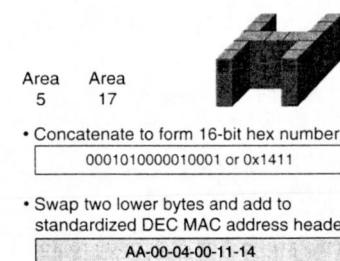 Area Area
5 17
• Concatenate to form 16-bit hex number
0001010000010001 or 0x1411
• Swap two lower bytes and add to
standardized DEC MAC address heade
AA-00-04-00-11-14